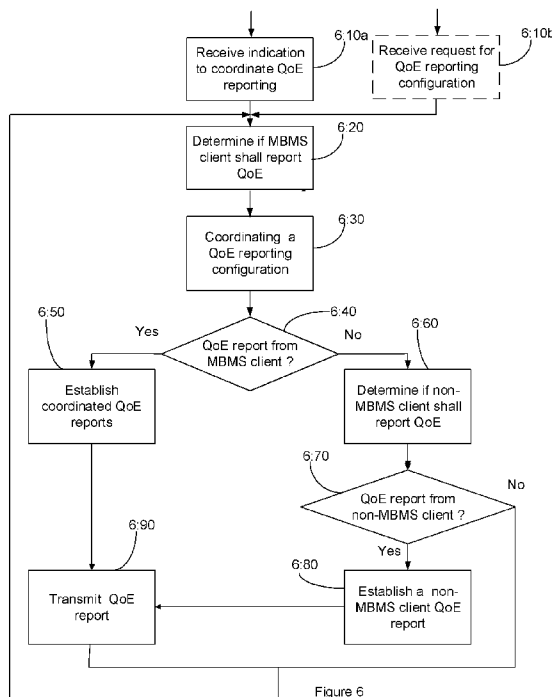 6:10a
6:10b
Receive indication
to coordinate QoE
reporting
Receive request for
QoE reporting
configuration
6:20
Determine if MBMS
client shall report
QoE
6:30
Coordinating a
QoE reporting
configuration
6:40
Yes
QoE report from
MBMS client ?
No
6:50
6:60
Establish
coordinated QoE
reports
Determine if non-
MBMS client shall
report QoE
6:70
QoE report from
non-MBMS client ?
No
Yes
6:90
6:80
Transmit QoE
report
Establish a non-
MBMS client QoE
report
Figure 6